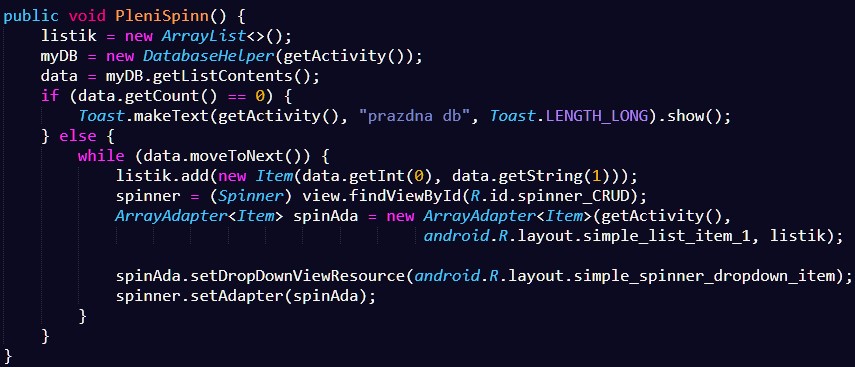 public void PleniSpinn() {
    listik = new ArrayList<>();
    myDB = new DatabaseHelper(getActivity());
    data = myDB.getListContents();
    if (data.getCount() == 0) {
        Toast.makeText(getActivity(), "prazdna db", Toast.LENGTH_LONG).show();
    } else {
        while (data.moveToNext()) {
            listik.add(new Item(data.getInt(0), data.getString(1)));
            spinner = (Spinner) view.findViewById(R.id.spinner_CRUD);
            ArrayAdapter<Item> spinAda = new ArrayAdapter<Item>(getActivity(),
                                            android.R.layout.simple_list_item_1, listik);

            spinAda.setDropDownViewResource(android.R.layout.simple_spinner_dropdown_item);
            spinner.setAdapter(spinAda);
        }
    }
}